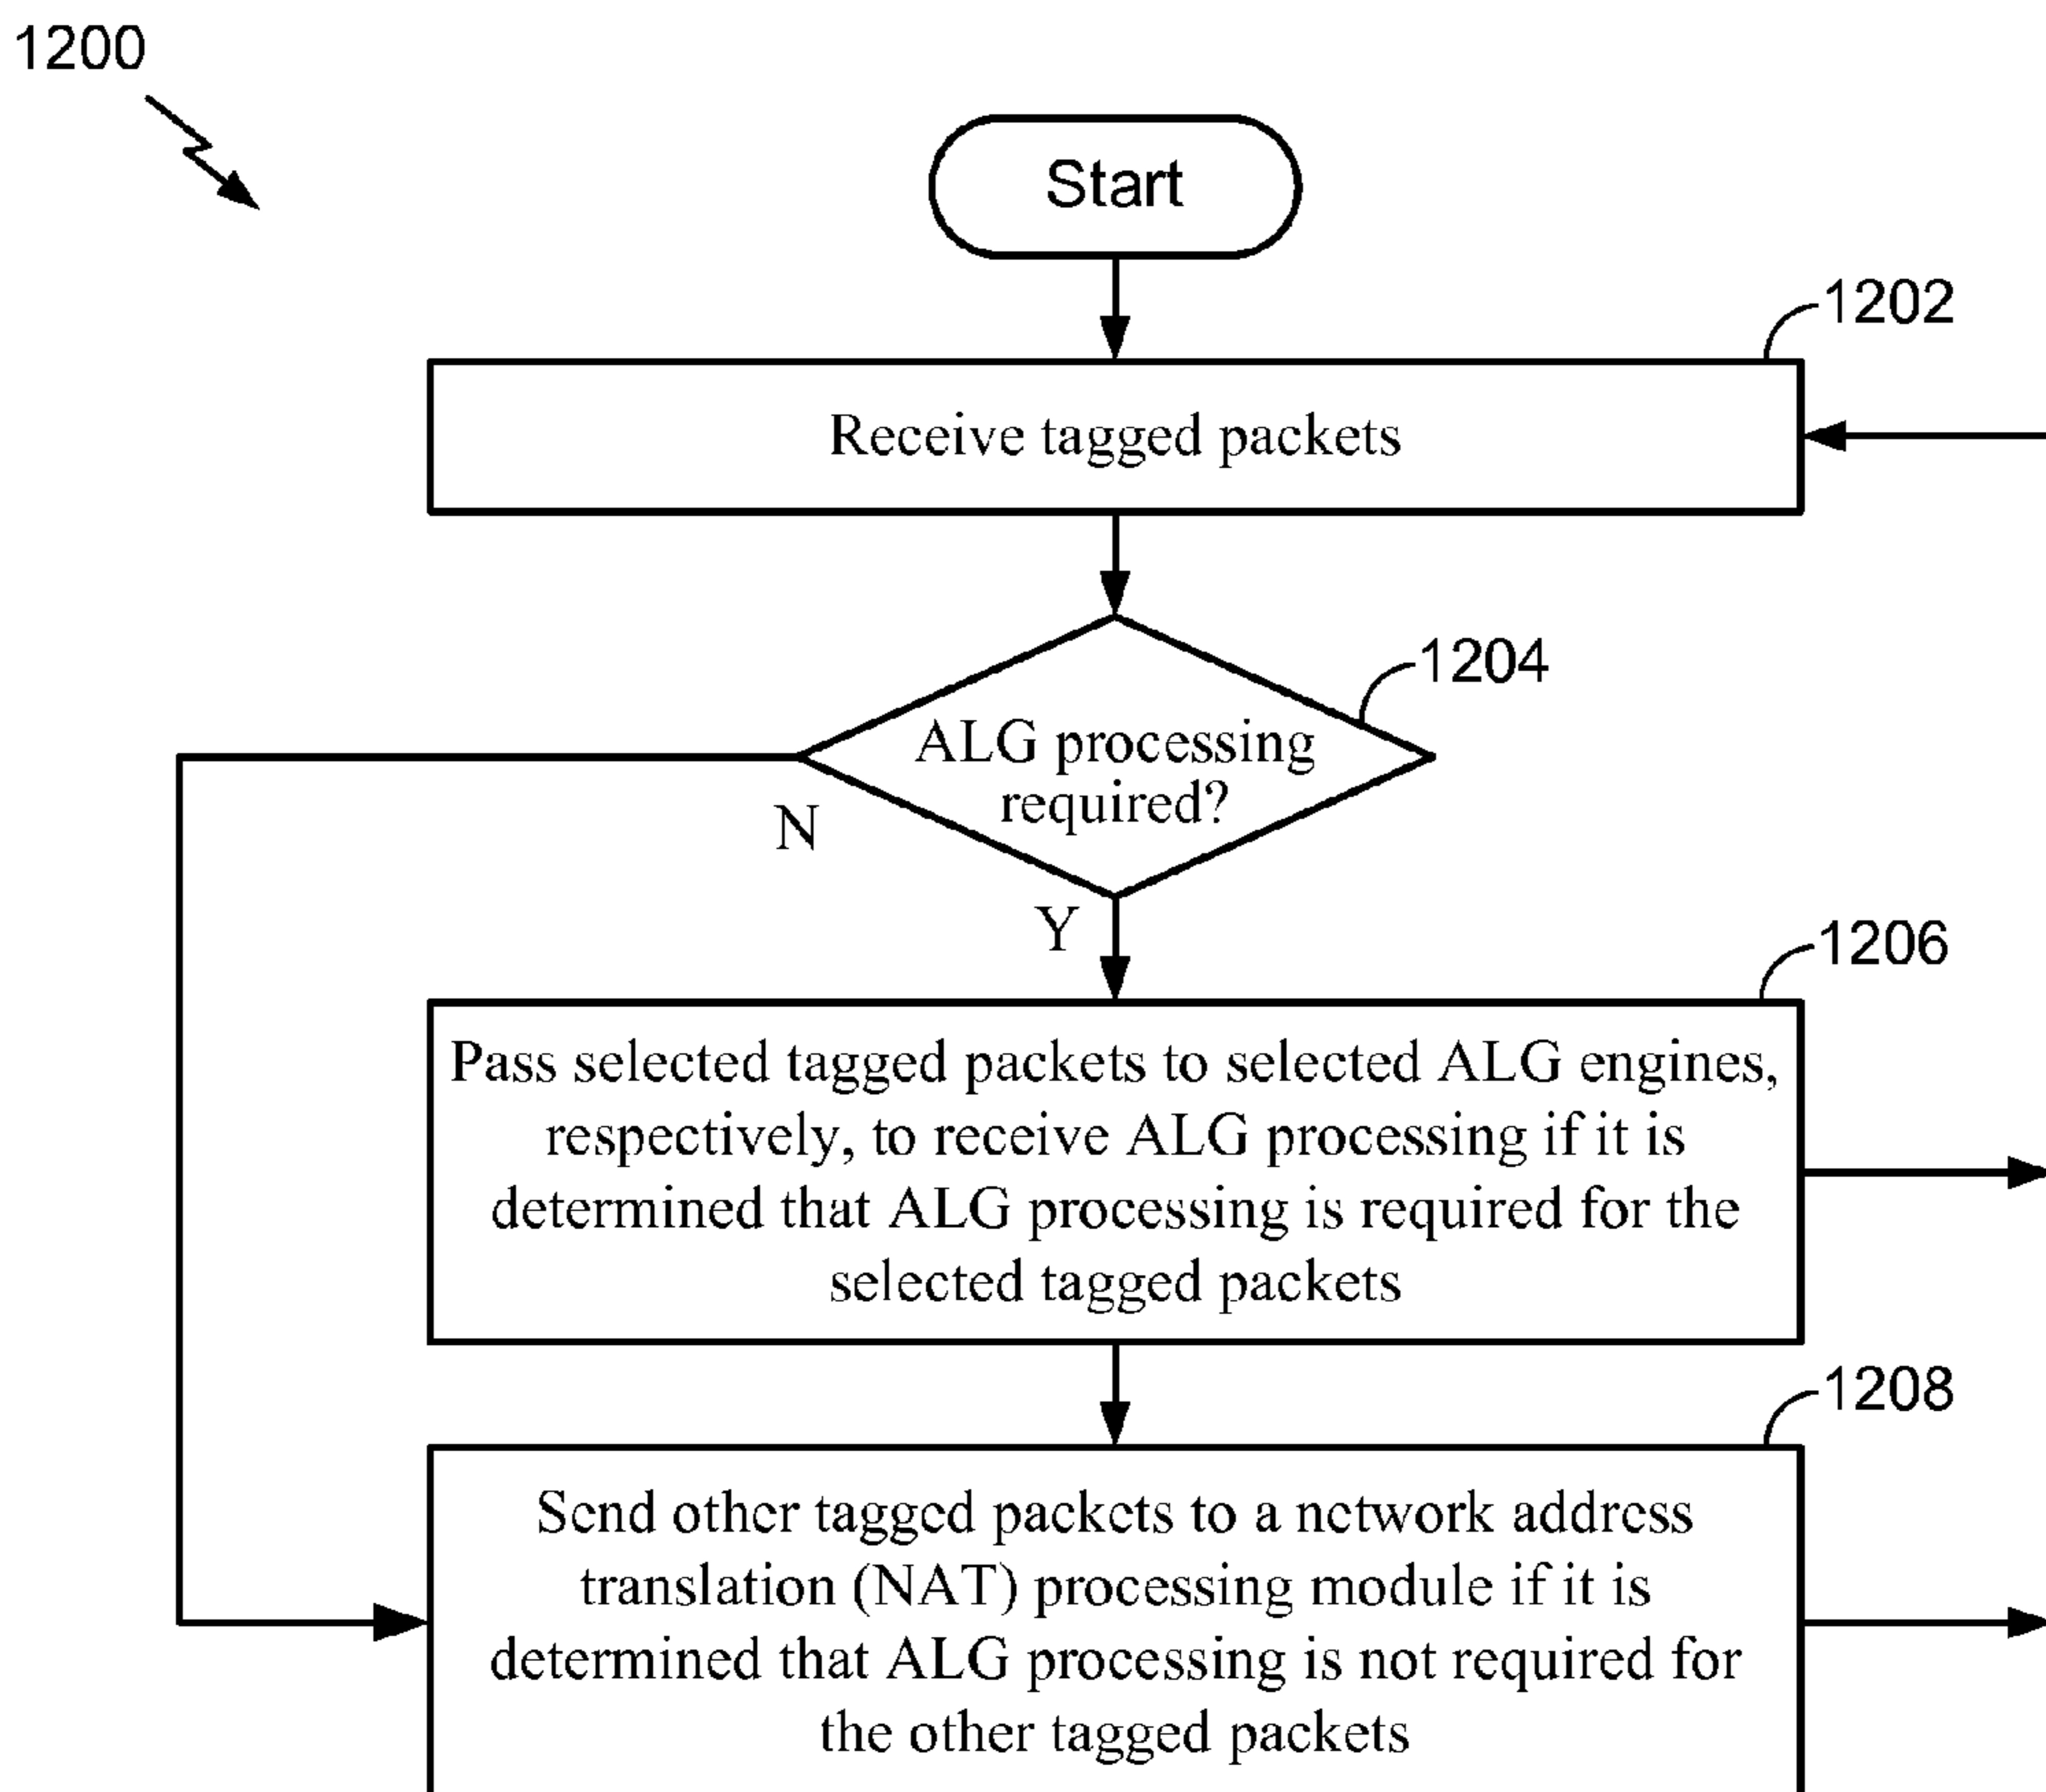 1200
Start
1202
Receive tagged packets
1204
ALG processing
required?
N
Y
1206
Pass selected tagged packets to selected ALG engines,
respectively, to receive ALG processing if it is
determined that ALG processing is required for the
selected tagged packets
1208
Send other tagged packets to a network address
translation (NAT) processing module if it is
determined that ALG processing is not required for
the other tagged packets